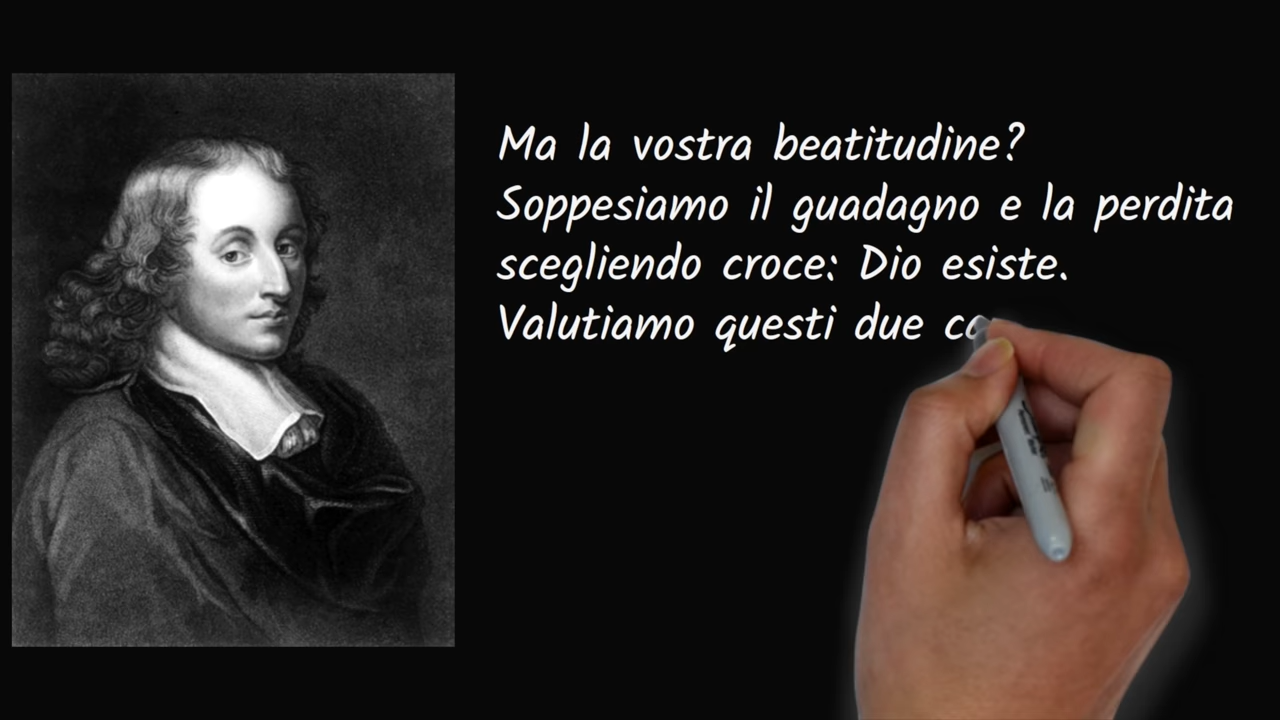 Ma la vostra beatitudine?
Soppesiamo il guadagno e la perdita
scegliendo croce: Dio esiste.
Valutiamo questi due